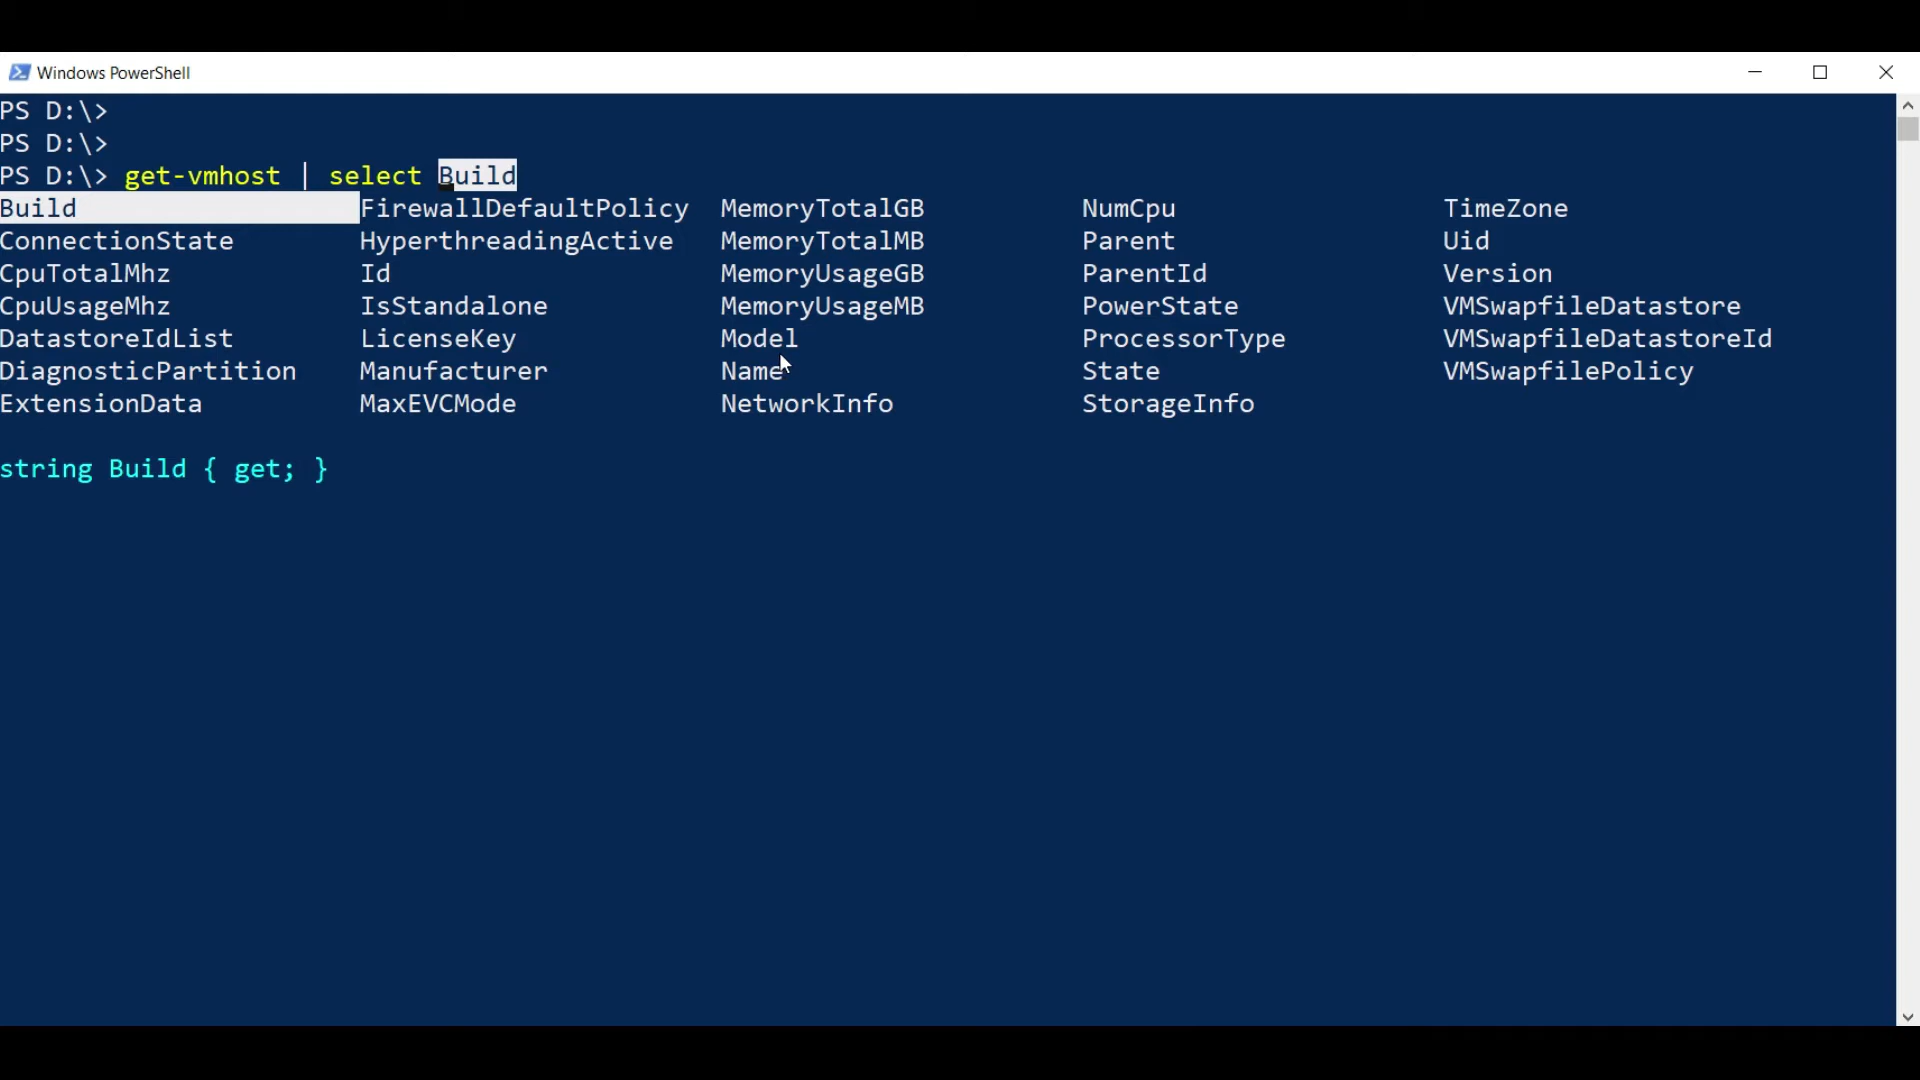 Windows PowerShell
PS D:\>
PS D:\>
PS D:\> get-vmhost | select Build
Build FirewallDefaultPolicy MemoryTotalGB NumCpu TimeZone
ConnectionState HyperthreadingActive MemoryTotalMB Parent Uid
CpuTotalMhz Id MemoryUsageGB ParentId Version
CpuUsageMhz IsStandalone MemoryUsageMB PowerState VMSwapfileDatastore
DatastoreIdList LicenseKey Model ProcessorType VMSwapfileDatastoreId
DiagnosticPartition Manufacturer Name State VMSwapfilePolicy
ExtensionData MaxEVCMode NetworkInfo StorageInfo
string Build { get; }